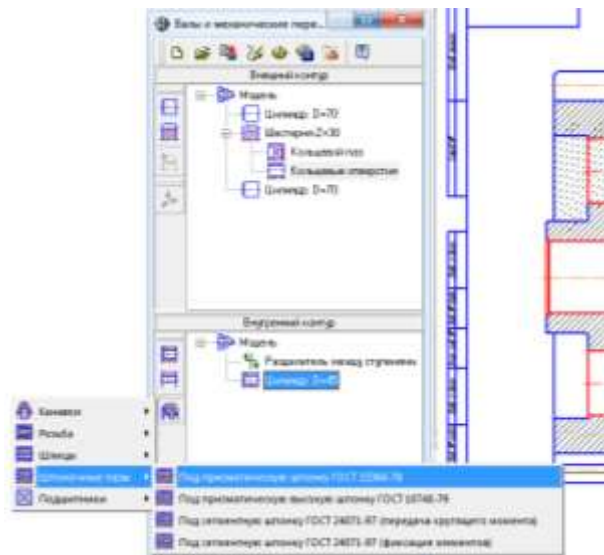 Валы и механические пере...
Внешний контур
Модель
Цилиндр: D=70
Шестерня Z=30
Кольцевой паз
Кольцевые отверстия
Цилиндр: D=70
Внутренний контур
Модель
Разделитель между ступенями
Цилиндр: D=45
Канавки
Резьба
Шлицы
Шпоночные пазы
Подшипники
Под призматическую шпонку ГОСТ 23360-78
Под призматическую высокую шпонку ГОСТ 10748-79
Под сегментную шпонку ГОСТ 24071-97 (передача крутящего момента)
Под сегментную шпонку ГОСТ 24071-97 (фиксация элементов)